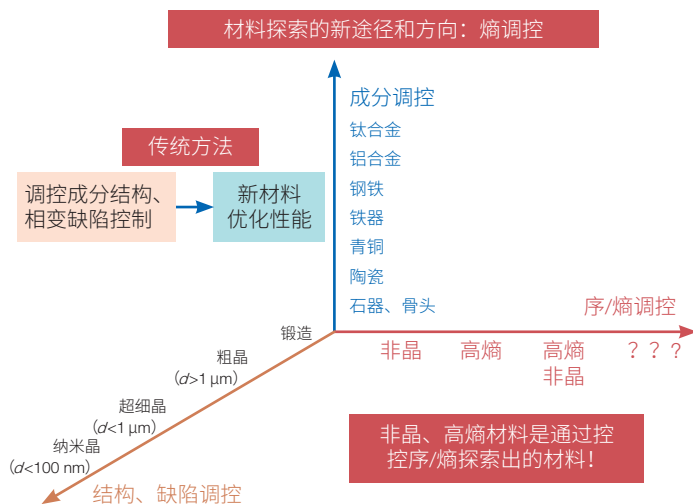 材料探索的新途径和方向：熵调控
传统方法
调控成分结构、
相变缺陷控制
新材料
优化性能
成分调控
钛合金
铝合金
钢铁
铁器
青铜
陶瓷
石器、骨头
序/熵调控
非晶
高熵
高熵
非晶
？？？
锻造
粗晶
（d>1 μm）
超细晶
（d<1 μm）
纳米晶
（d<100 nm）
结构、缺陷调控
非晶、高熵材料是通过控
控序/熵探索出的材料！